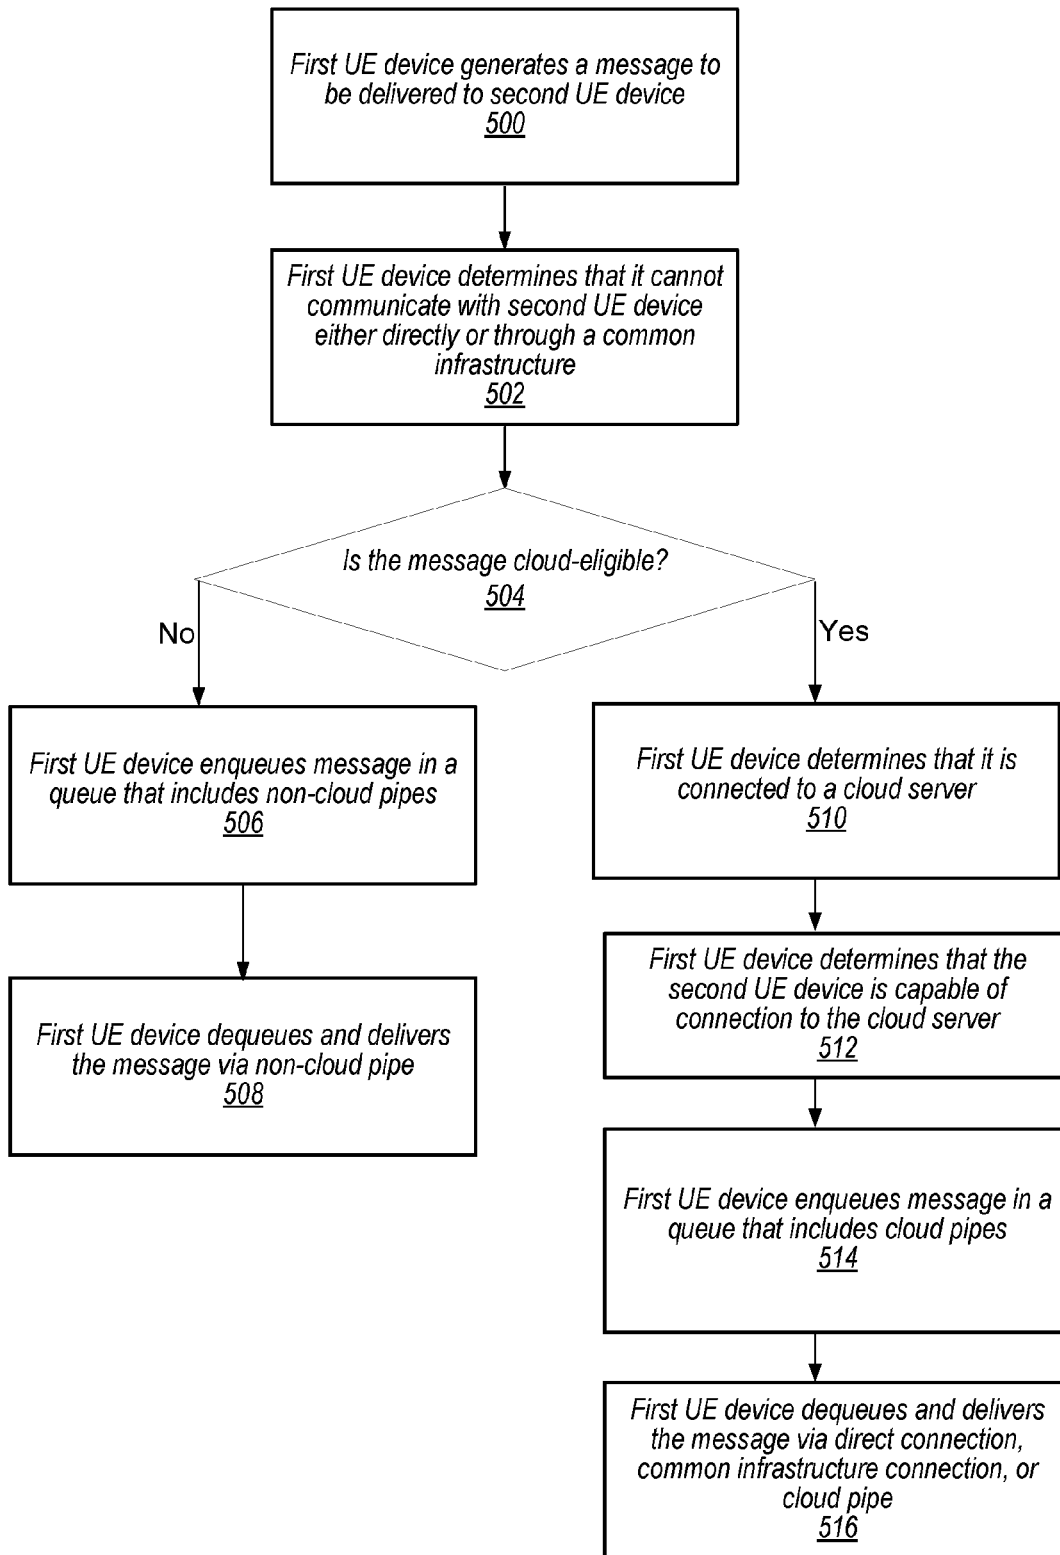 First UE device generates a message to
be delivered to second UE device
500
First UE device determines that it cannot
communicate with second UE device
either directly or through a common
infrastructure
502
Is the message cloud-eligible?
504
No
Yes
First UE device enqueues message in a
queue that includes non-cloud pipes
506
First UE device dequeues and delivers
the message via non-cloud pipe
508
First UE device determines that it is
connected to a cloud server
510
First UE device determines that the
second UE device is capable of
connection to the cloud server
512
First UE device enqueues message in a
queue that includes cloud pipes
514
First UE device dequeues and delivers
the message via direct connection,
common infrastructure connection, or
cloud pipe
516